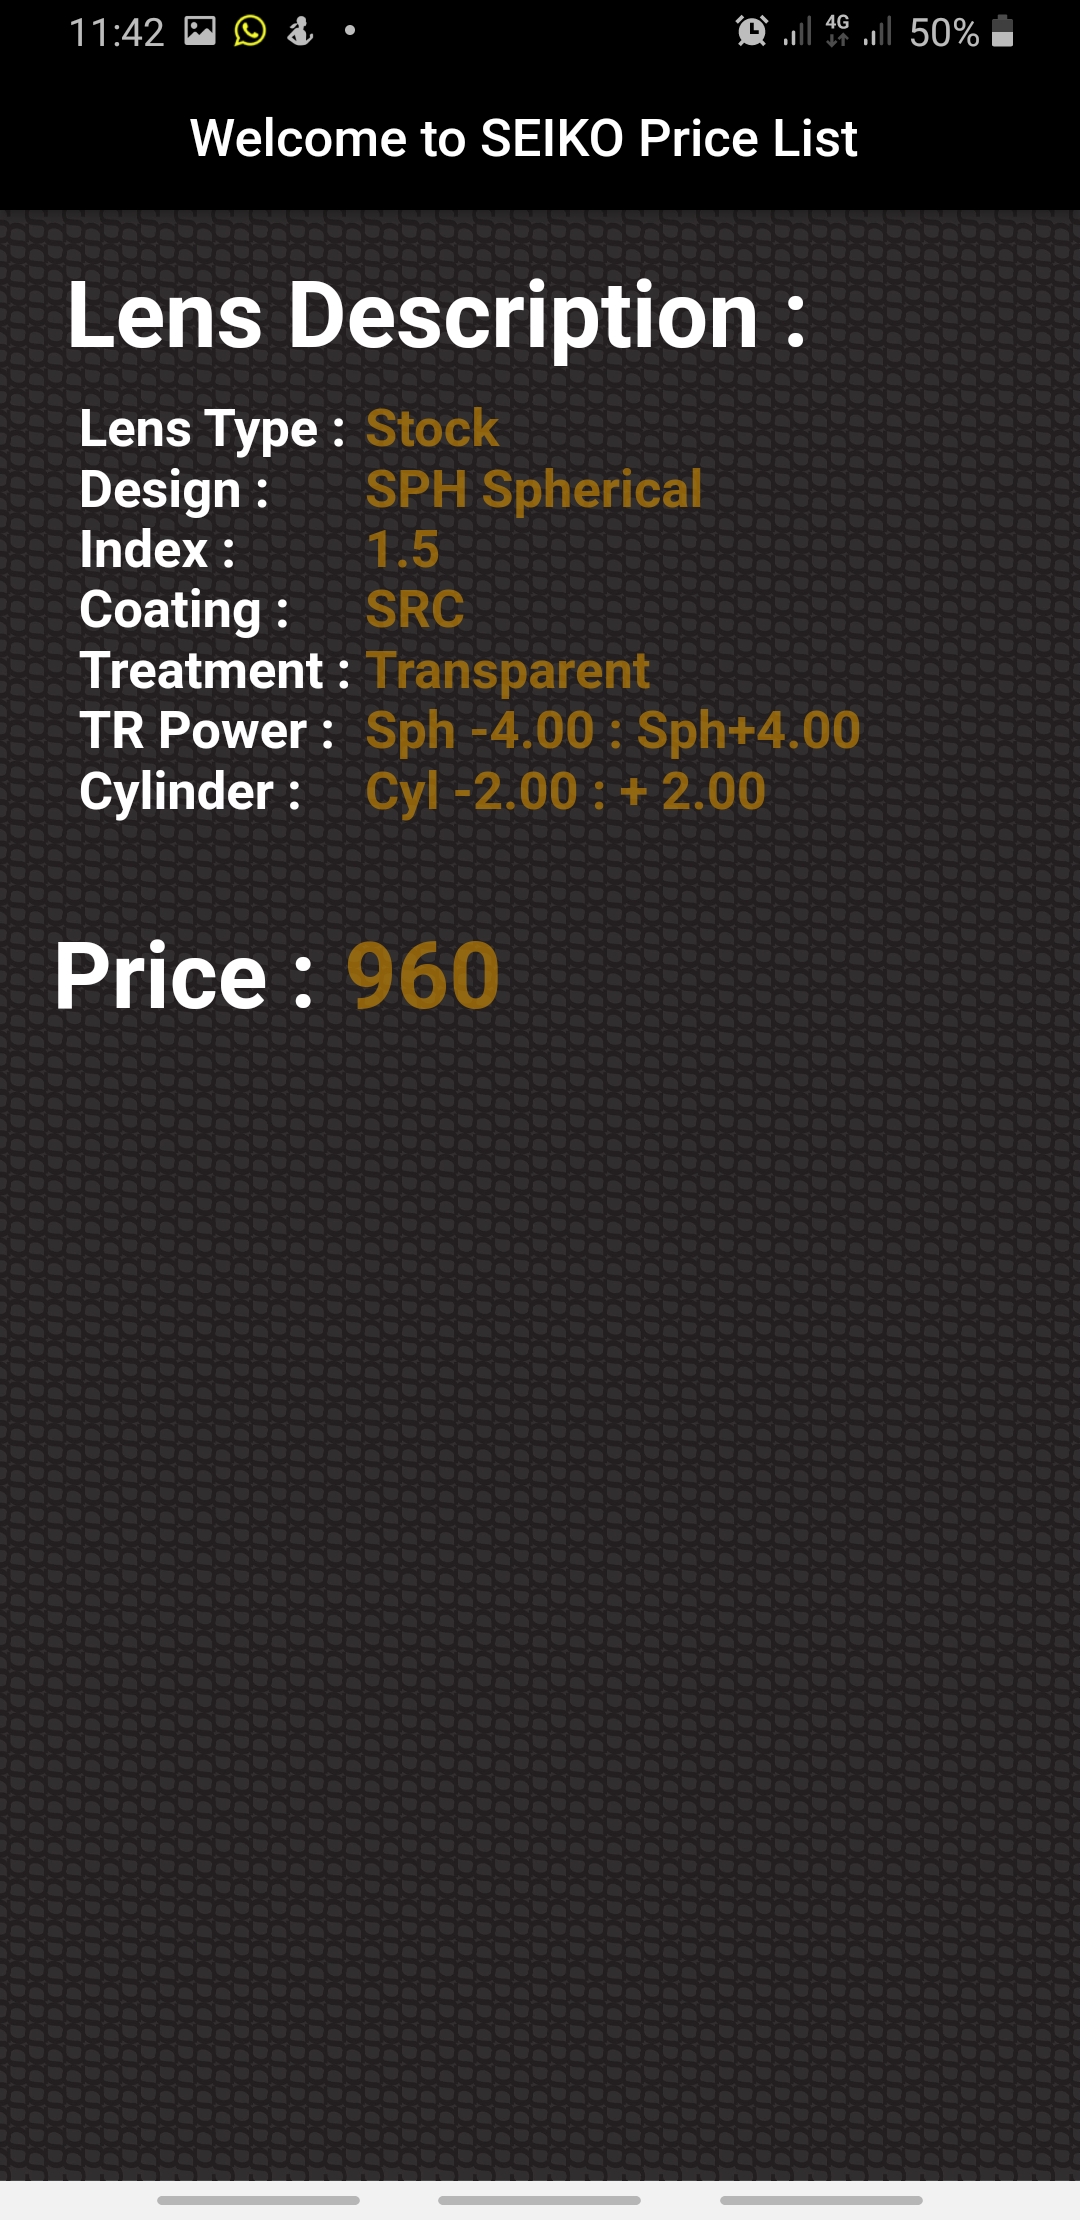 11:42 4G 50%
Welcome to SEIKO Price List
Lens Description :
Lens Type : Stock
Design : SPH Spherical
Index : 1.5
Coating : SRC
Treatment : Transparent
TR Power : Sph -4.00 : Sph+4.00
Cylinder : Cyl -2.00 : + 2.00
Price : 960